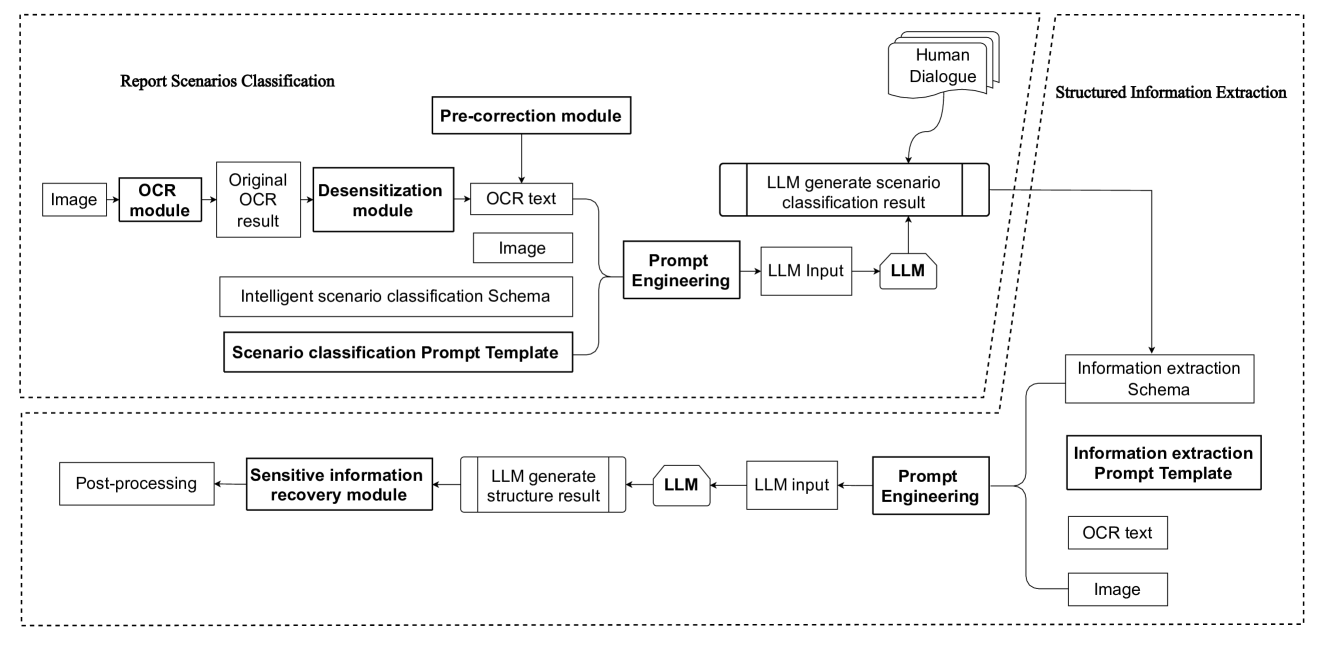 Report Scenarios Classification
Human
Dialogue
Structured Information Extraction
Pre-correction module
Image
OCR
module
Original
OCR
result
Desensitization
module
OCR text
LLM generate scenario
classification result
Image
Prompt
Engineering
LLM Input
LLM
Intelligent scenario classification Schema
Scenario classification Prompt Template
Information extraction
Schema
Information extraction
Prompt Template
OCR text
Image
Prompt
Engineering
LLM input
LLM
LLM generate
structure result
Sensitive information
recovery module
Post-processing